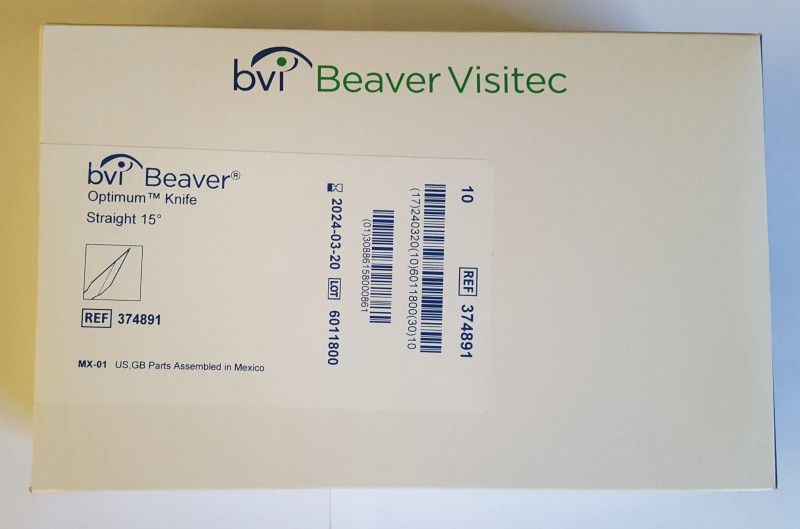 bvi Beaver Visitec
bvi Beaver®
Optimum™ Knife
Straight 15°
REF 374891
MX-01 US,GB Parts Assembled in Mexico
10 REF 374891
(17)240320(10)6011800(30)10
(01)30886158000861
2024-03-20 LOT 6011800